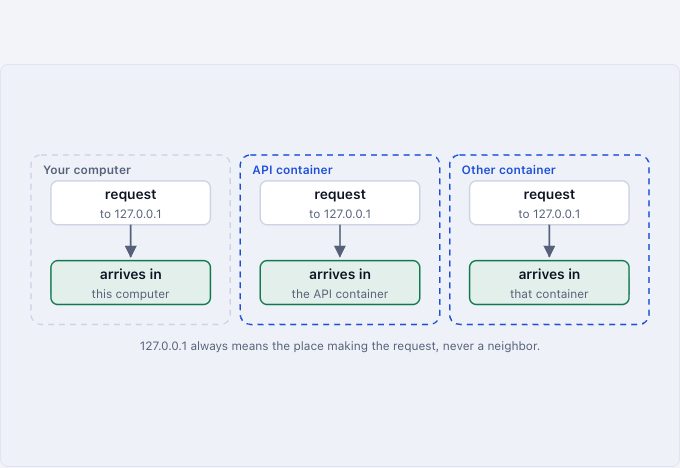 Your computer
request
to 127.0.0.1
arrives in
this computer
API container
request
to 127.0.0.1
arrives in
the API container
Other container
request
to 127.0.0.1
arrives in
that container
127.0.0.1 always means the place making the request, never a neighbor.